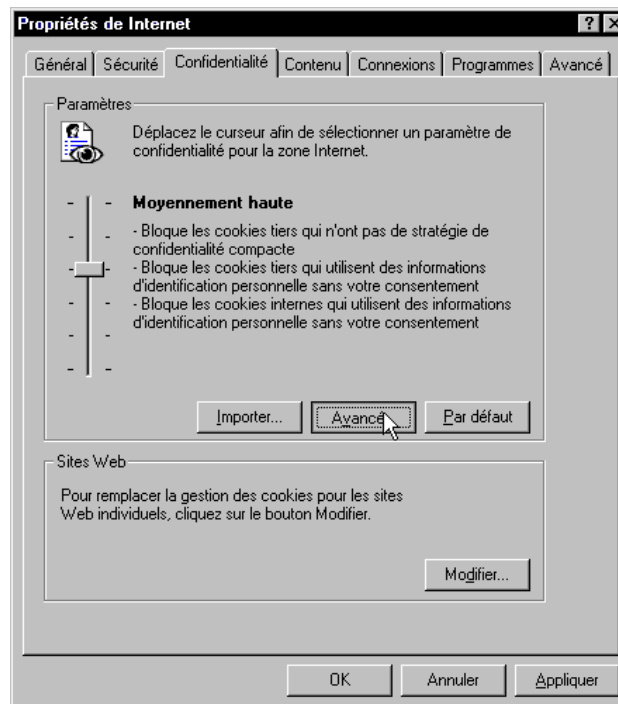 Propriétés de Internet
Général Sécurité Confidentialité Contenu Connexions Programmes Avancé
Paramètres
Déplacez le curseur afin de sélectionner un paramètre de
confidentialité pour la zone Internet.
Moyennement haute
- Bloque les cookies tiers qui n'ont pas de stratégie de
confidentialité compacte
- Bloque les cookies tiers qui utilisent des informations
d'identification personnelle sans votre consentement
- Bloque les cookies internes qui utilisent des informations
d'identification personnelle sans votre consentement
Importer... Avancé Par défaut
Sites Web
Pour remplacer la gestion des cookies pour les sites
Web individuels, cliquez sur le bouton Modifier.
Modifier...
OK Annuler Appliquer